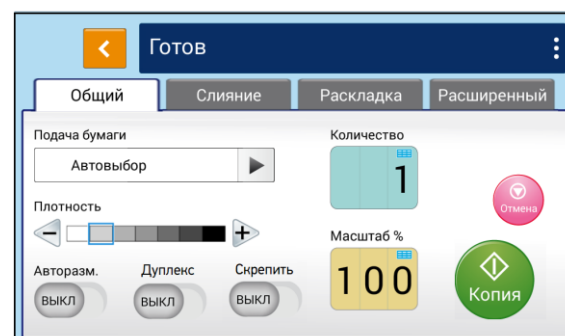 Готов
Общий Слияние Раскладка Расширенный
Подача бумаги
Автовыбор
Количество
1
Плотность
Отмена
Масштаб %
100
Авторазм. Дуплекс Скрепить
ВЫКЛ ВЫКЛ ВЫКЛ
Копия